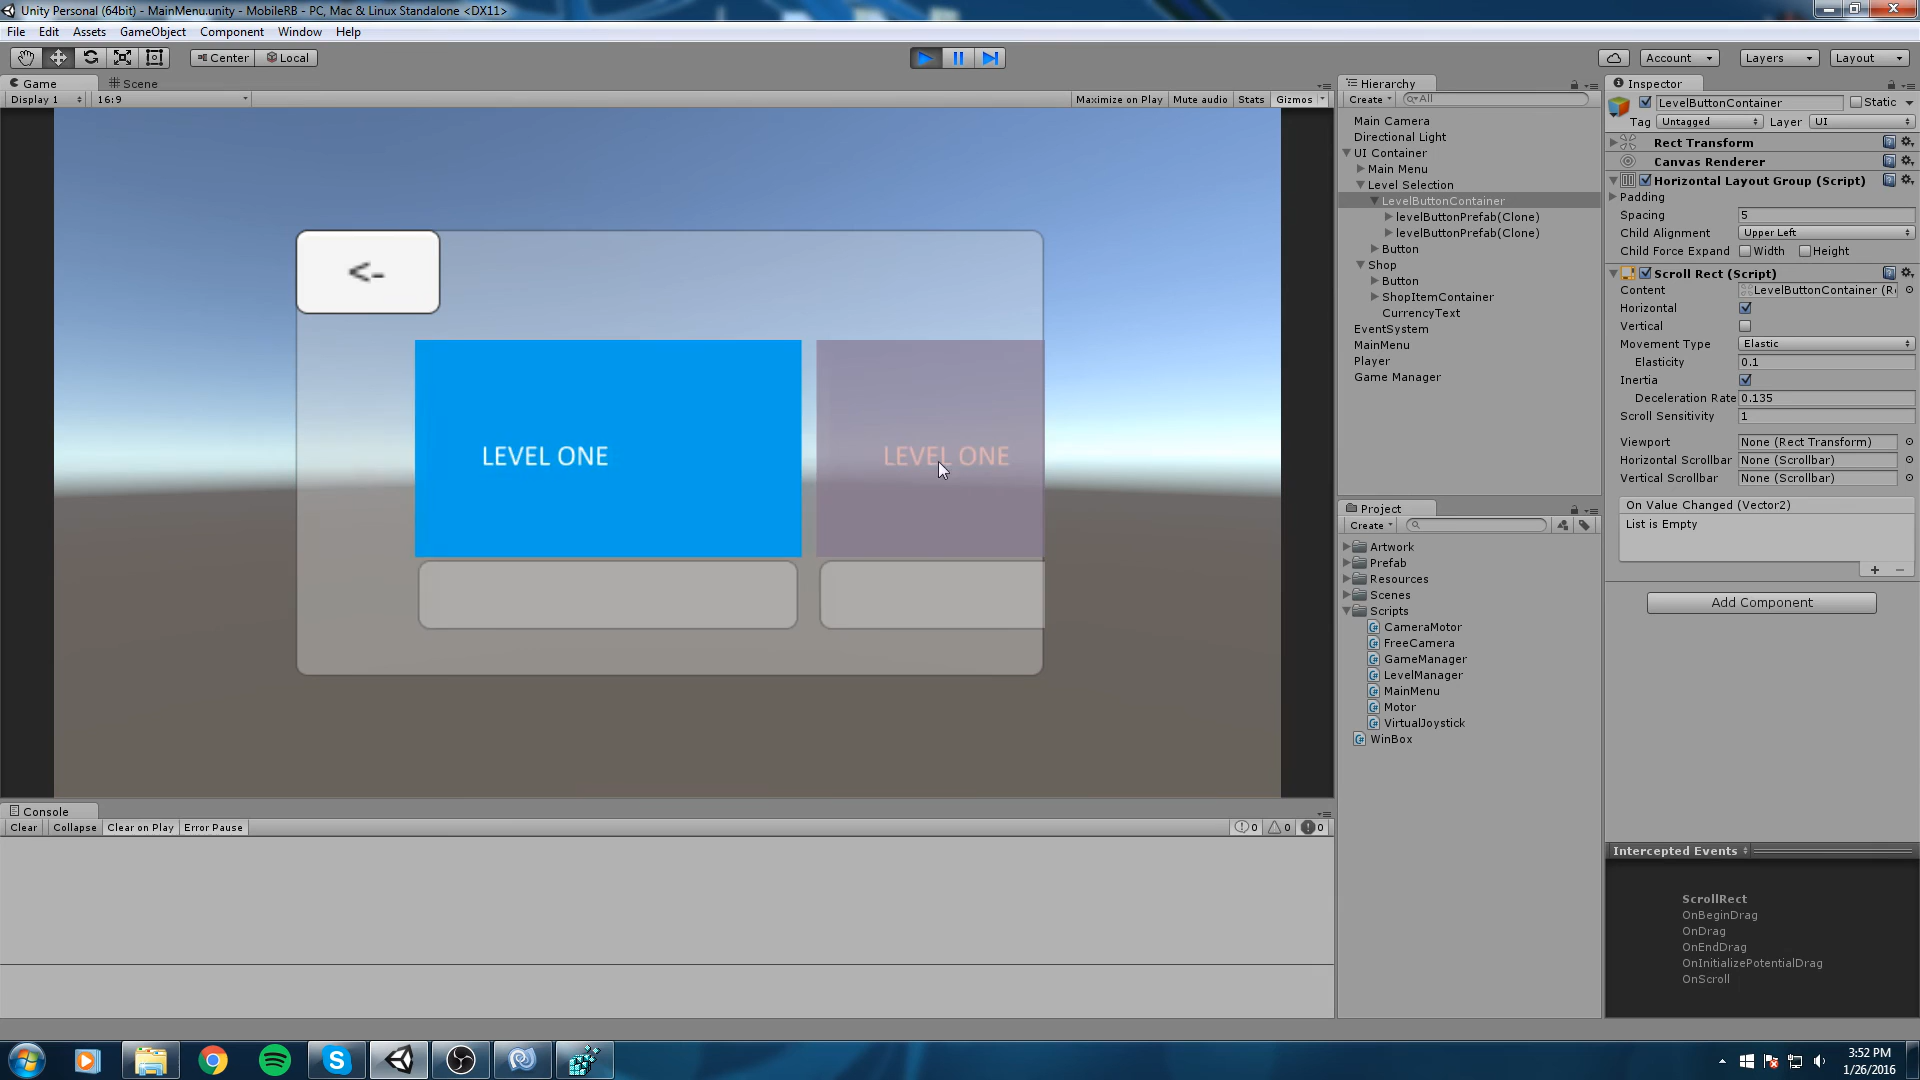 Unity Personal (64bit) - MainMenu.unity - MobileRB - PC, Mac & Linux Standalone <DX11>
File Edit Assets GameObject Component Window Help
Center Local
Account Layers Layout
Game Scene
Display 1 16:9
Maximize on Play Mute audio Stats Gizmos
<-
LEVEL ONE
LEVEL ONE
Console
Clear Collapse Clear on Play Error Pause
0 0 0
Hierarchy
Create All
Main Camera
Directional Light
UI Container
Main Menu
Level Selection
LevelButtonContainer
levelButtonPrefab(Clone)
levelButtonPrefab(Clone)
Button
Shop
Button
ShopItemContainer
CurrencyText
EventSystem
MainMenu
Player
Game Manager
Project
Create
Artwork
Prefab
Resources
Scenes
Scripts
CameraMotor
FreeCamera
GameManager
LevelManager
MainMenu
Motor
VirtualJoystick
WinBox
Inspector
LevelButtonContainer Static
Tag Untagged Layer UI
Rect Transform
Canvas Renderer
Horizontal Layout Group (Script)
Padding
Spacing 5
Child Alignment Upper Left
Child Force Expand Width Height
Scroll Rect (Script)
Content LevelButtonContainer (R
Horizontal
Vertical
Movement Type Elastic
Elasticity 0.1
Inertia
Deceleration Rate 0.135
Scroll Sensitivity 1
Viewport None (Rect Transform)
Horizontal Scrollbar None (Scrollbar)
Vertical Scrollbar None (Scrollbar)
On Value Changed (Vector2)
List is Empty
Add Component
Intercepted Events
ScrollRect
OnBeginDrag
OnDrag
OnEndDrag
OnInitializePotentialDrag
OnScroll
3:52 PM
1/26/2016